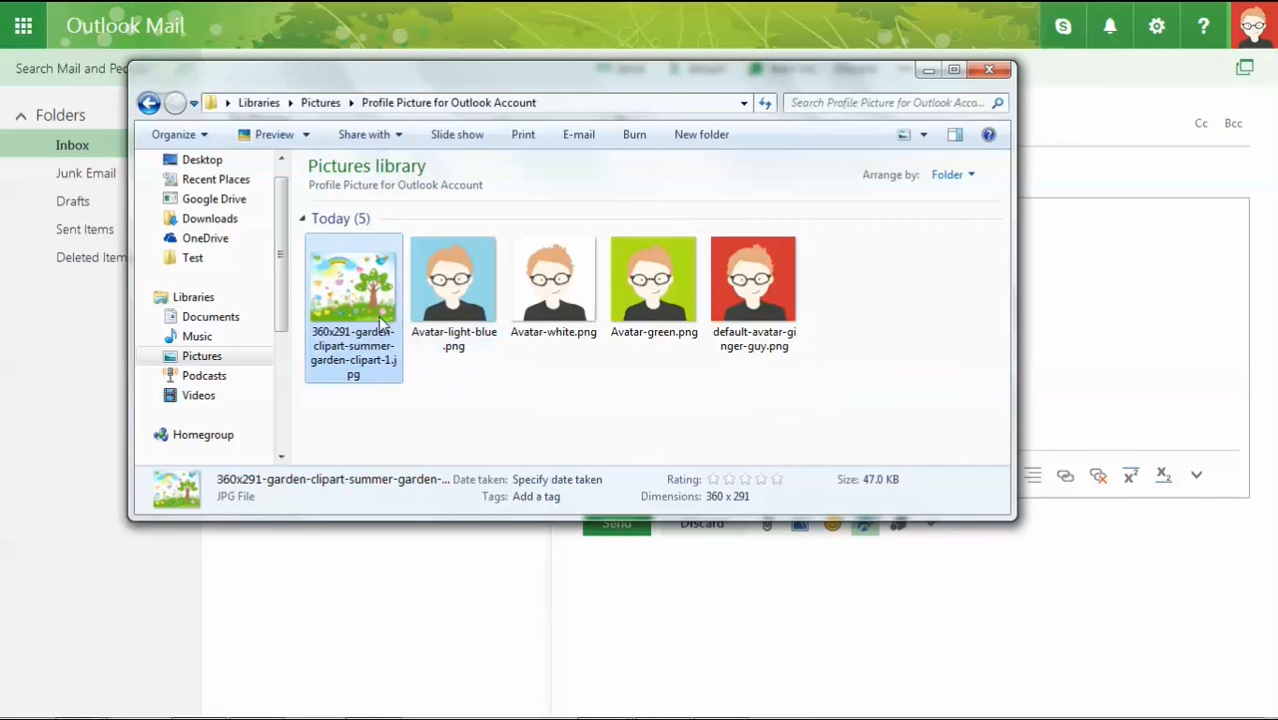 Outlook Mail
Search Mail and Pe
Folders
Inbox
Junk Email
Drafts
Sent Items
Deleted Item
Cc Bcc
Libraries Pictures Profile Picture for Outlook Account
Search Profile Picture for Outlook Acco...
Organize Preview Share with Slide show Print E-mail Burn New folder
Desktop
Recent Places
Google Drive
Downloads
OneDrive
Test
Libraries
Documents
Music
Pictures
Podcasts
Videos
Homegroup
Pictures library
Profile Picture for Outlook Account
Arrange by: Folder
Today (5)
360x291-garden-
clipart-summer-
garden-clipart-1.j
pg
Avatar-light-blue
.png
Avatar-white.png
Avatar-green.png
default-avatar-gi
nger-guy.png
360x291-garden-clipart-summer-garden-... Date taken: Specify date taken Rating: Size: 47.0 KB
JPG File Tags: Add a tag Dimensions: 360 x 291
Send Discard